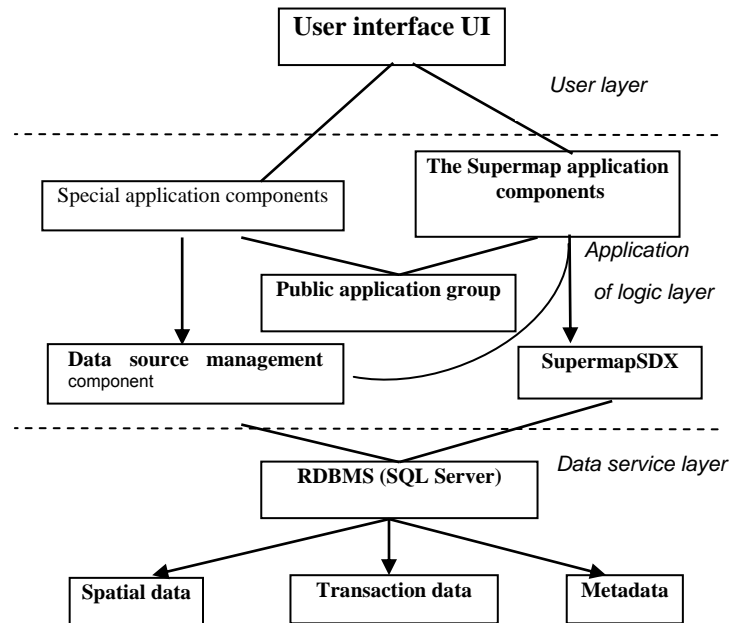 User interface UI
User layer
The Supermap application
components
Special application components
Application
of logic layer
Public application group
Data source management
component
SupermapSDX
RDBMS (SQL Server)
Data service layer
Spatial data
Transaction data
Metadata